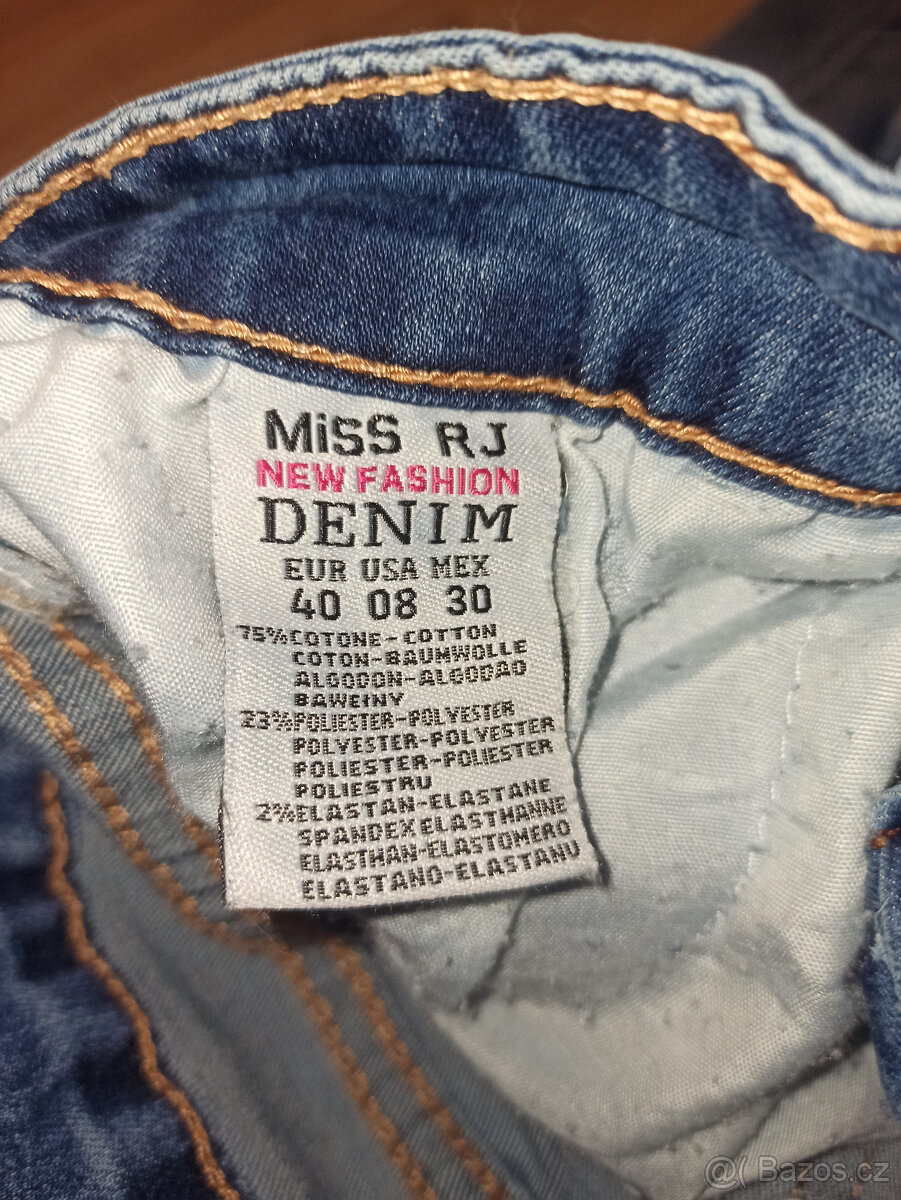 MiSS RJ
NEW FASHION
DENIM
EUR USA MEX
40 08 30
75%COTONE-COTTON
COTON-BAUMWOLLE
ALGODON-ALGODAO
BAWEINY
23%POLIESTER-POLYESTER
POLYESTER-POLYESTER
POLIESTER-POLIESTER
POLIESTRU
2%ELASTAN-ELASTANE
SPANDEX ELASTHANNE
ELASTHAN-ELASTOMERO
ELASTANO-ELASTANU
@( Bazos.cz